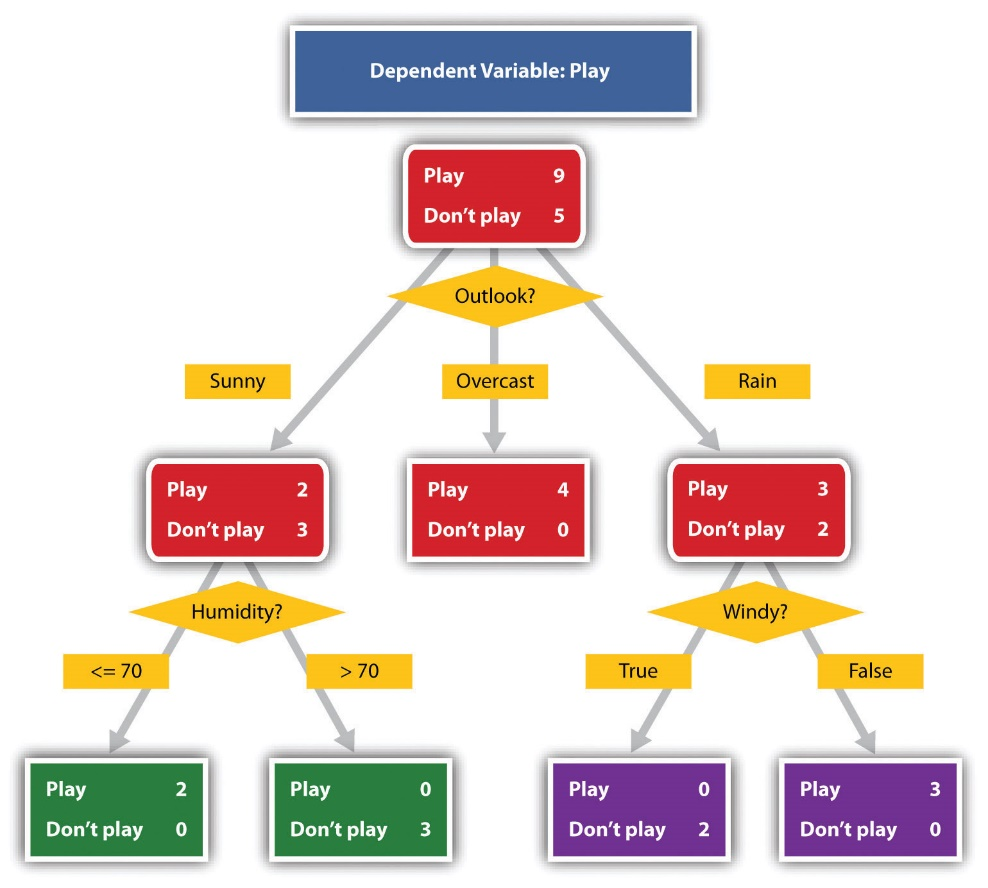 Dependent Variable: Play
Play 9
Don’t play 5
Outlook?
Sunny
Overcast
Rain
Play 2
Don’t play 3
Play 4
Don’t play 0
Play 3
Don’t play 2
Humidity?
Windy?
<= 70
> 70
True
False
Play 2
Don’t play 0
Play 0
Don’t play 3
Play 0
Don’t play 2
Play 3
Don’t play 0